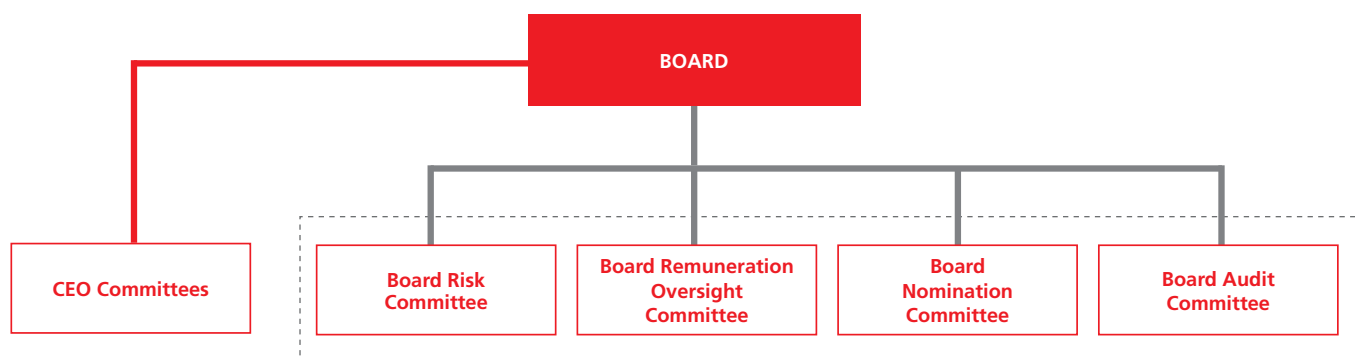 BOARD
CEO Committees
Board Risk
Committee
Board Remuneration
Oversight
Committee
Board
Nomination
Committee
Board Audit
Committee